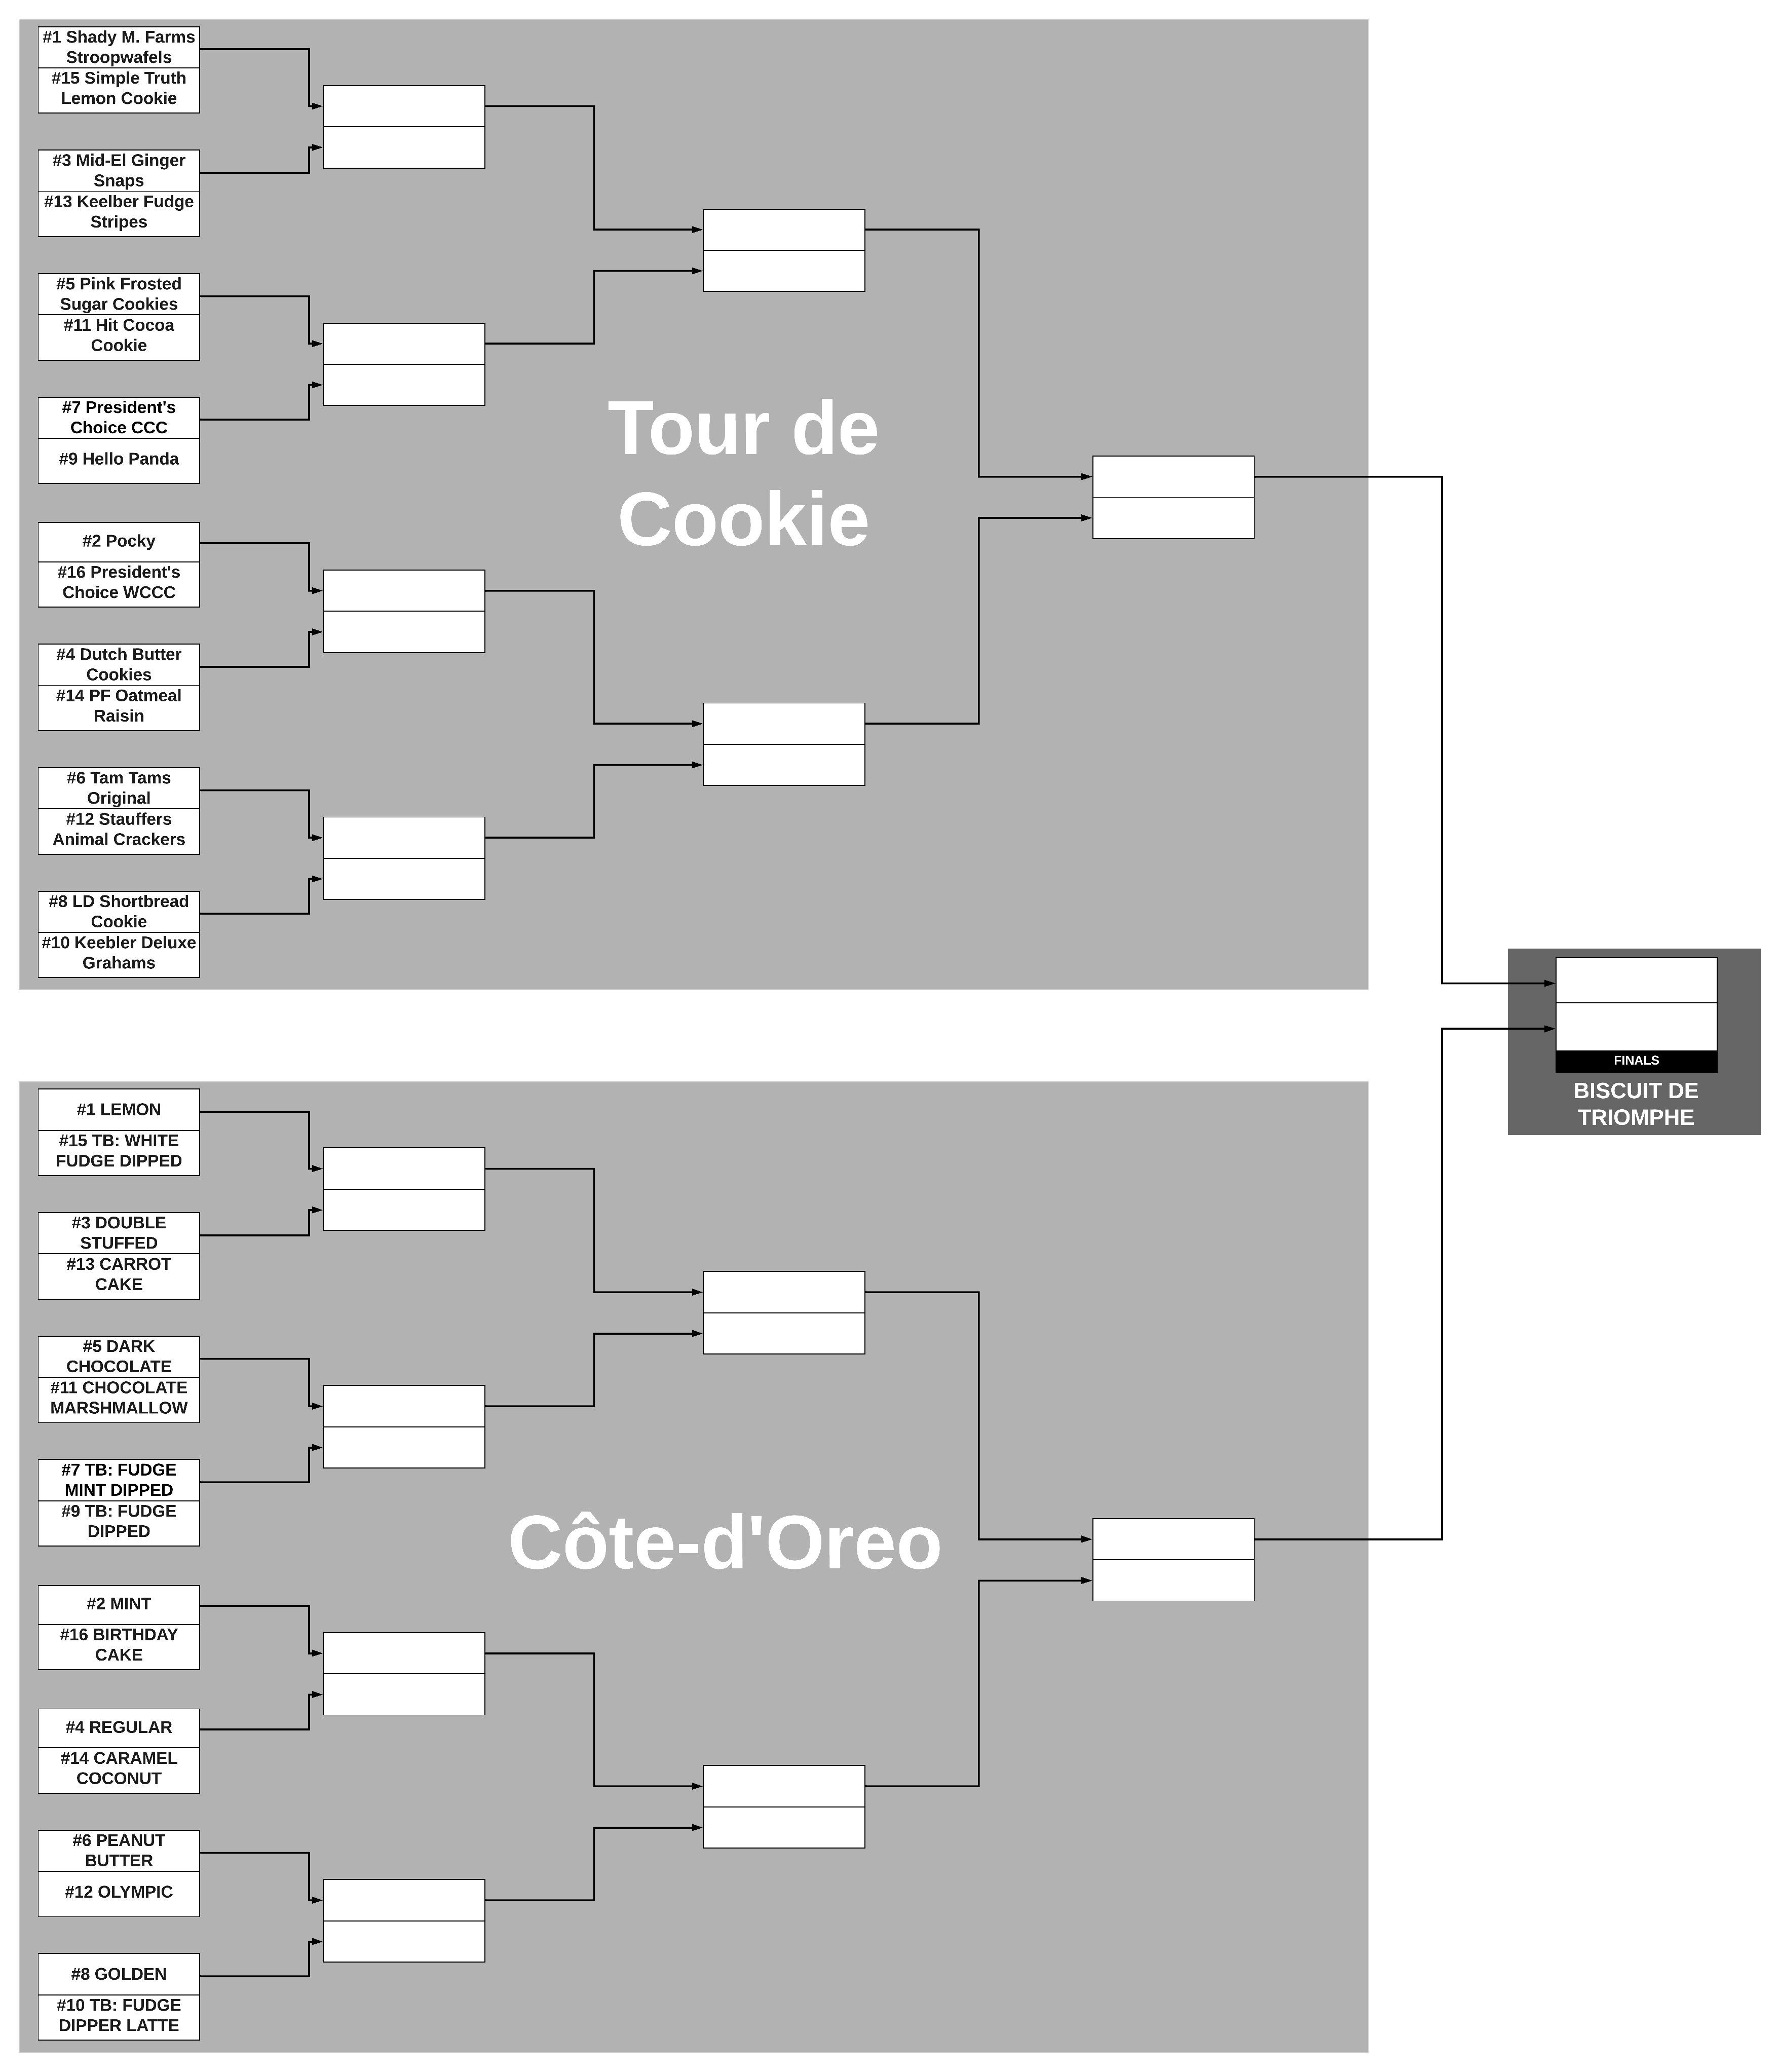 #1 Shady M. Farms
Stroopwafels
#15 Simple Truth
Lemon Cookie
#3 Mid-El Ginger
Snaps
#13 Keelber Fudge
Stripes
#5 Pink Frosted
Sugar Cookies
#11 Hit Cocoa
Cookie
#7 President's
Choice CCC
#9 Hello Panda
Tour de
Cookie
#2 Pocky
#16 President's
Choice WCCC
#4 Dutch Butter
Cookies
#14 PF Oatmeal
Raisin
#6 Tam Tams
Original
#12 Stauffers
Animal Crackers
#8 LD Shortbread
Cookie
#10 Keebler Deluxe
Grahams
FINALS
BISCUIT DE
TRIOMPHE
#1 LEMON
#15 TB: WHITE
FUDGE DIPPED
#3 DOUBLE
STUFFED
#13 CARROT
CAKE
#5 DARK
CHOCOLATE
#11 CHOCOLATE
MARSHMALLOW
#7 TB: FUDGE
MINT DIPPED
#9 TB: FUDGE
DIPPED
Côte-d'Oreo
#2 MINT
#16 BIRTHDAY
CAKE
#4 REGULAR
#14 CARAMEL
COCONUT
#6 PEANUT
BUTTER
#12 OLYMPIC
#8 GOLDEN
#10 TB: FUDGE
DIPPER LATTE